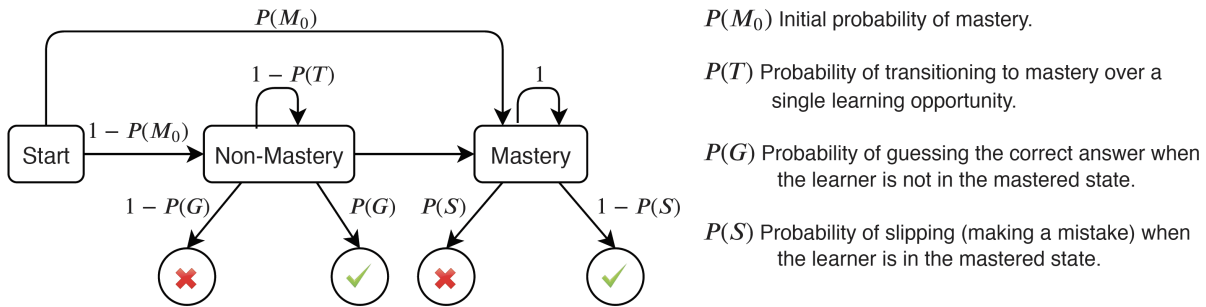 P(M₀)
1 − P(T)
1
1 − P(M₀)
Start
Non-Mastery
Mastery
1 − P(G)
P(G)
P(S)
1 − P(S)
P(M₀) Initial probability of mastery.
P(T) Probability of transitioning to mastery over a
single learning opportunity.
P(G) Probability of guessing the correct answer when
the learner is not in the mastered state.
P(S) Probability of slipping (making a mistake) when
the learner is in the mastered state.